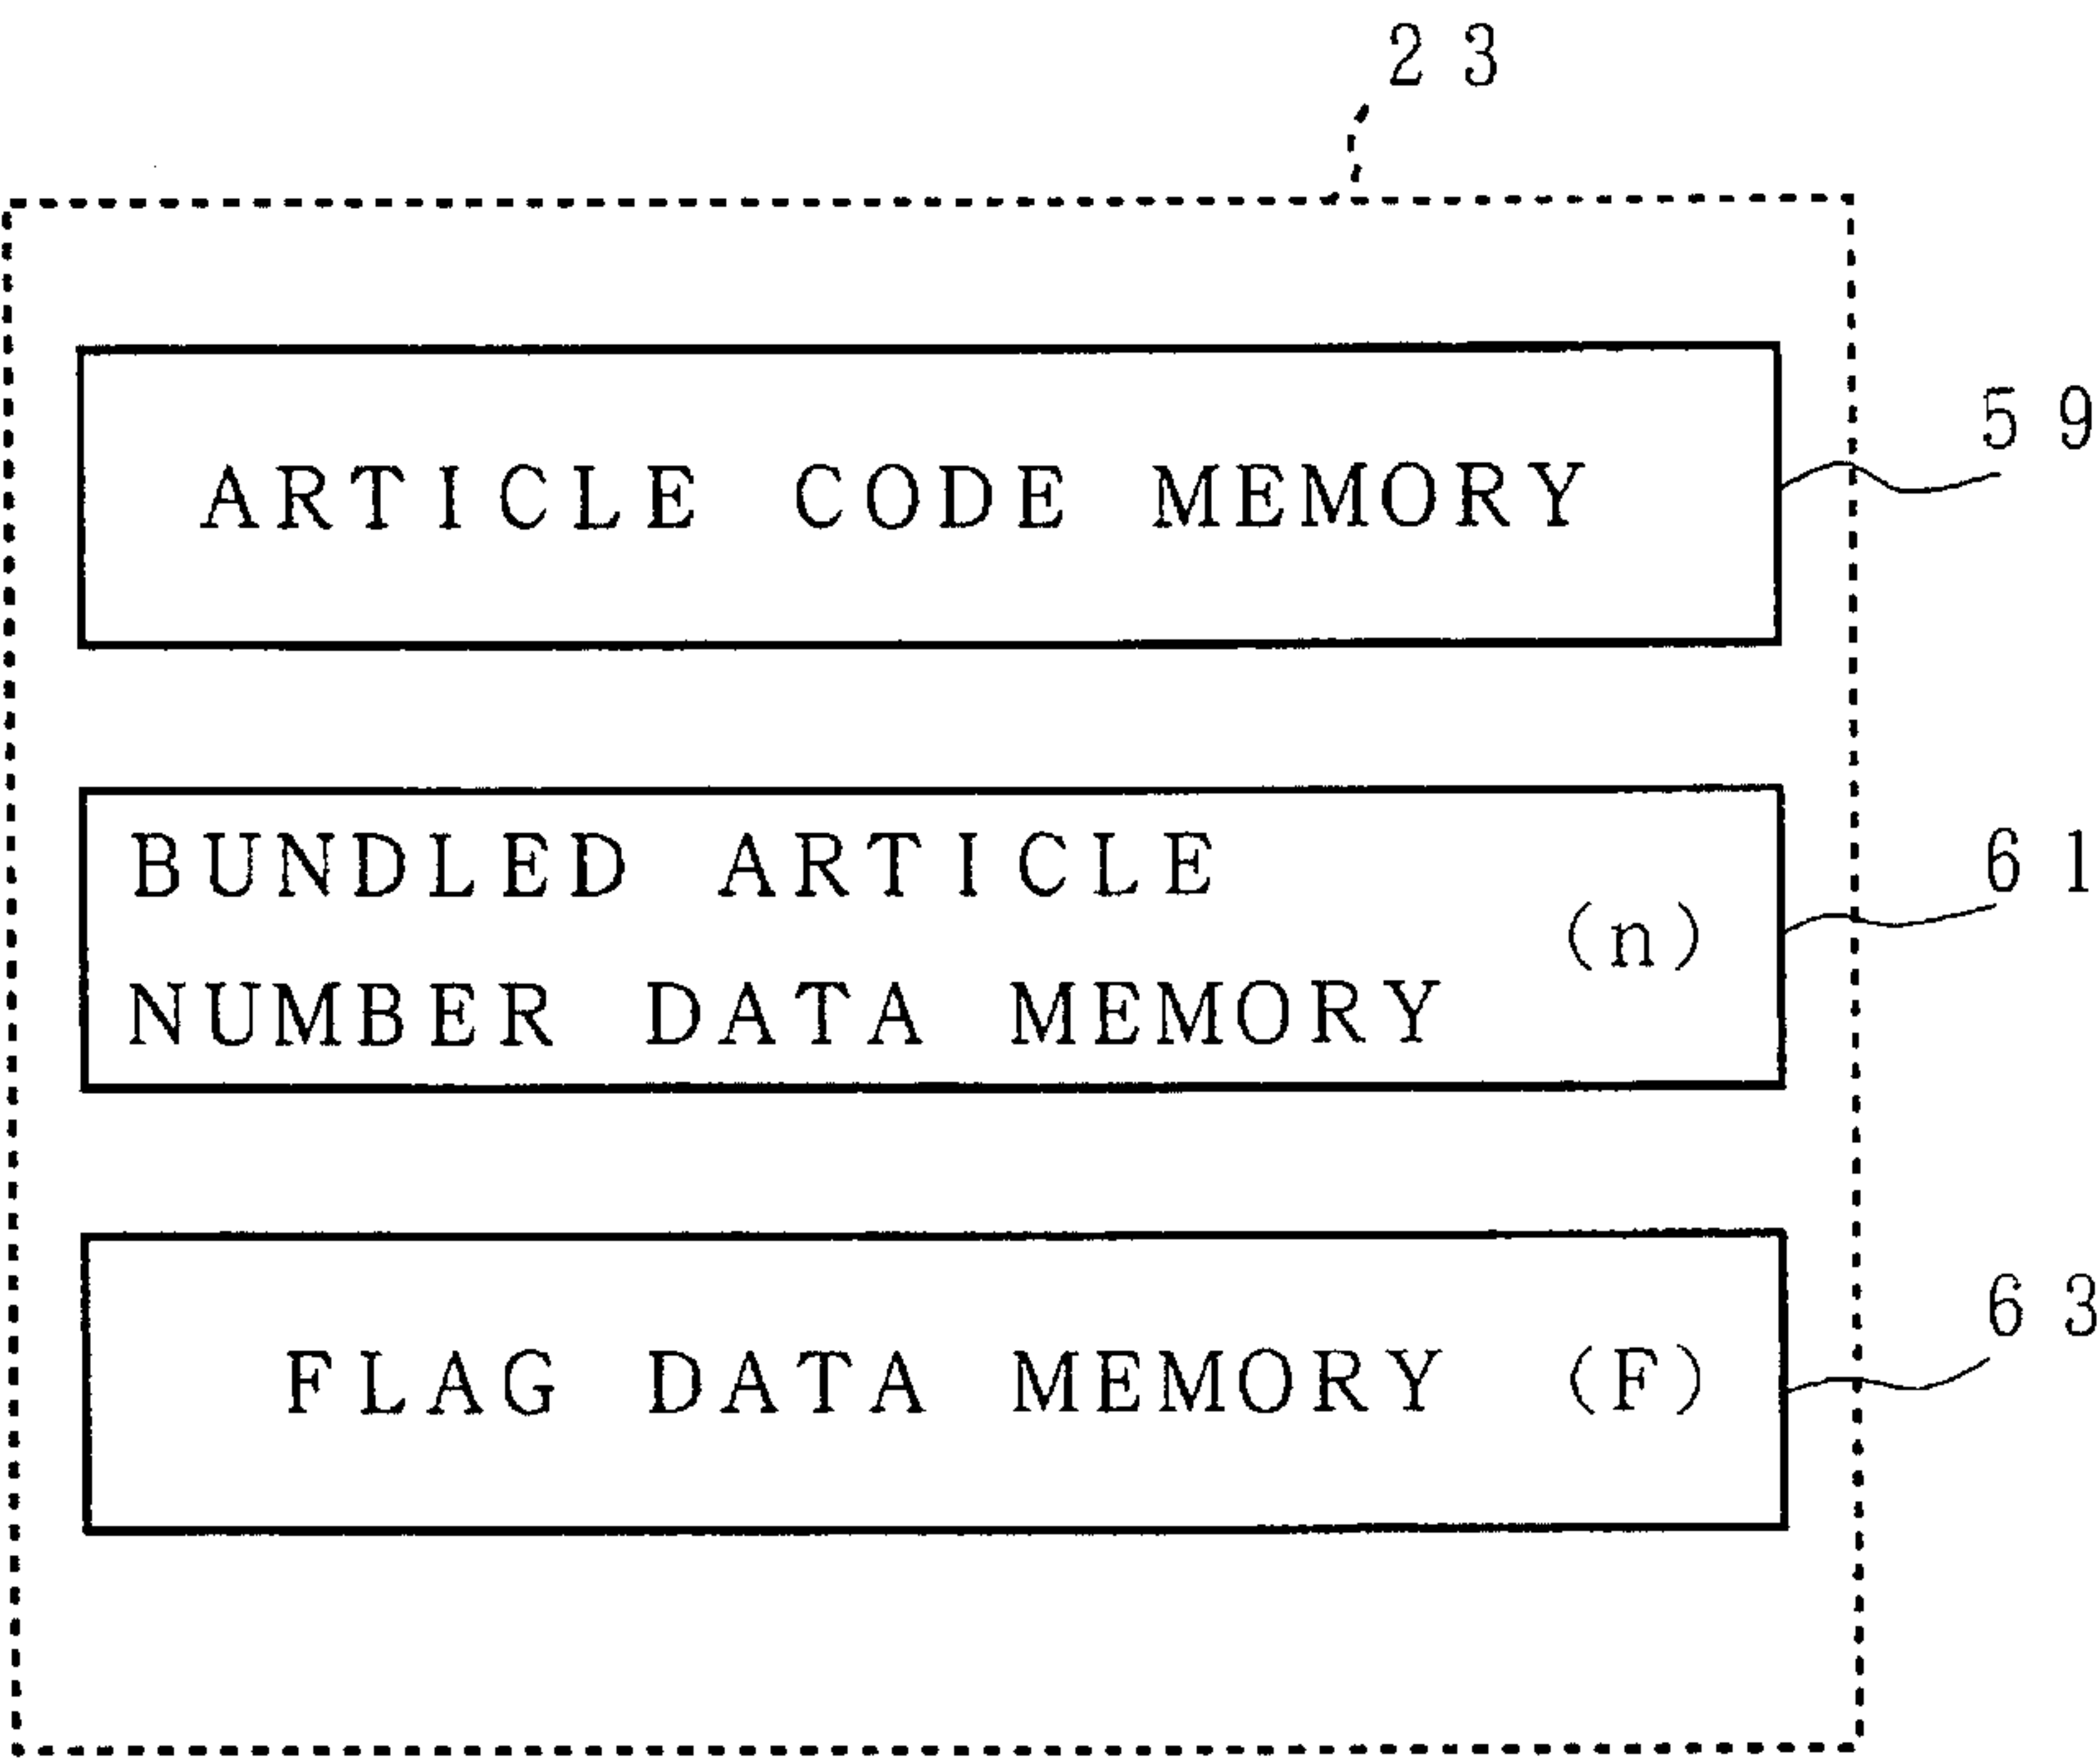 23
ARTICLE CODE MEMORY
59
BUNDLED ARTICLE
NUMBER DATA MEMORY
(n)
61
FLAG DATA MEMORY (F)
63